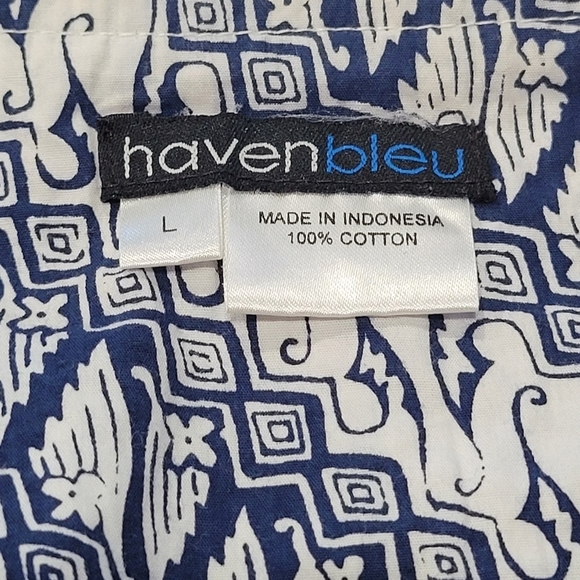 havenbleu
L
MADE IN INDONESIA
100% COTTON